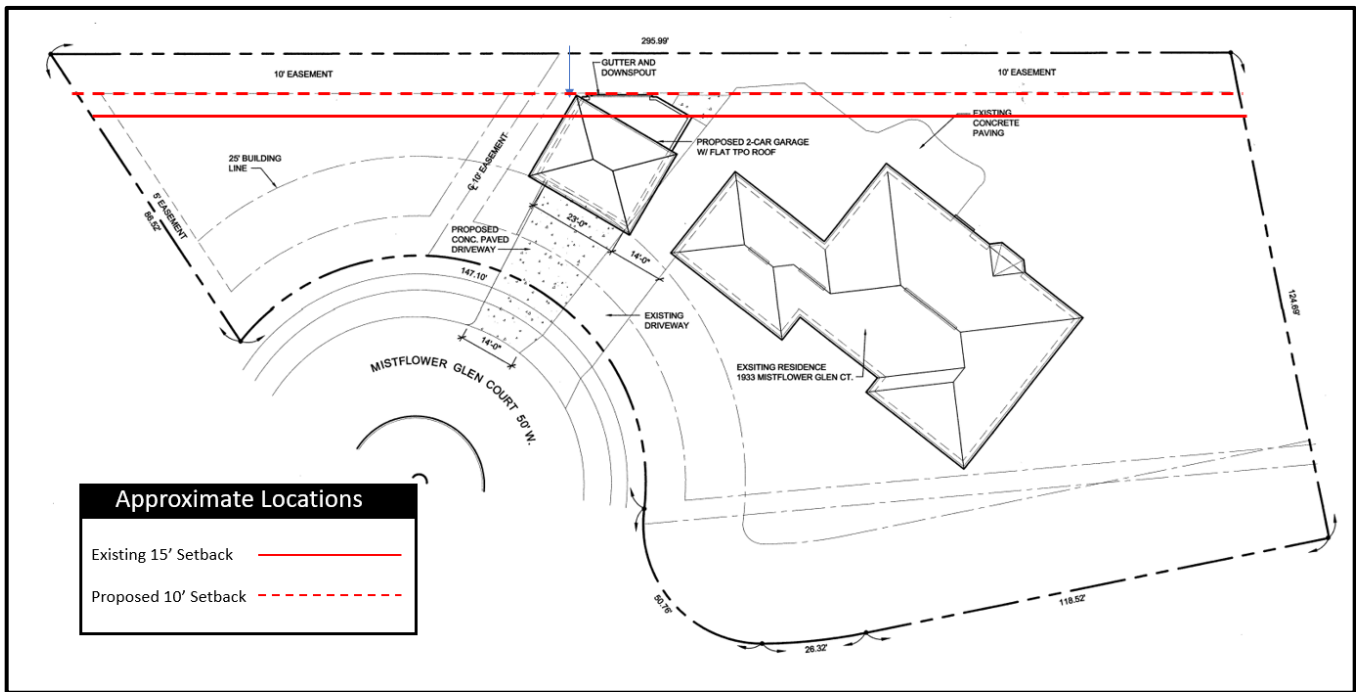 295.99'
10' EASEMENT
GUTTER AND
DOWNSPOUT
10' EASEMENT
EXISTING
CONCRETE
PAVING
PROPOSED 2-CAR GARAGE
W/ FLAT TPO ROOF
25' BUILDING
LINE
℄ 10' EASEMENT
5' EASEMENT
86.52'
PROPOSED
CONC. PAVED
DRIVEWAY
23'-0"
14'-0"
147.10'
EXISTING
DRIVEWAY
14'-0"
124.69'
EXSITING RESIDENCE
1933 MISTFLOWER GLEN CT.
MISTFLOWER GLEN COURT 50' W.
Approximate Locations
Existing 15' Setback
Proposed 10' Setback
50.76'
26.32'
118.52'